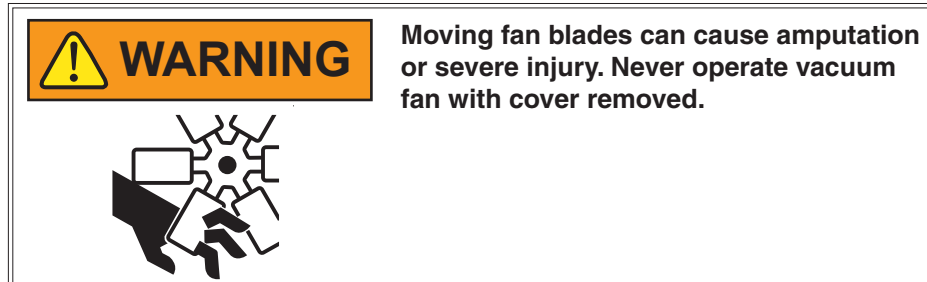 WARNING
Moving fan blades can cause amputation
or severe injury. Never operate vacuum
fan with cover removed.